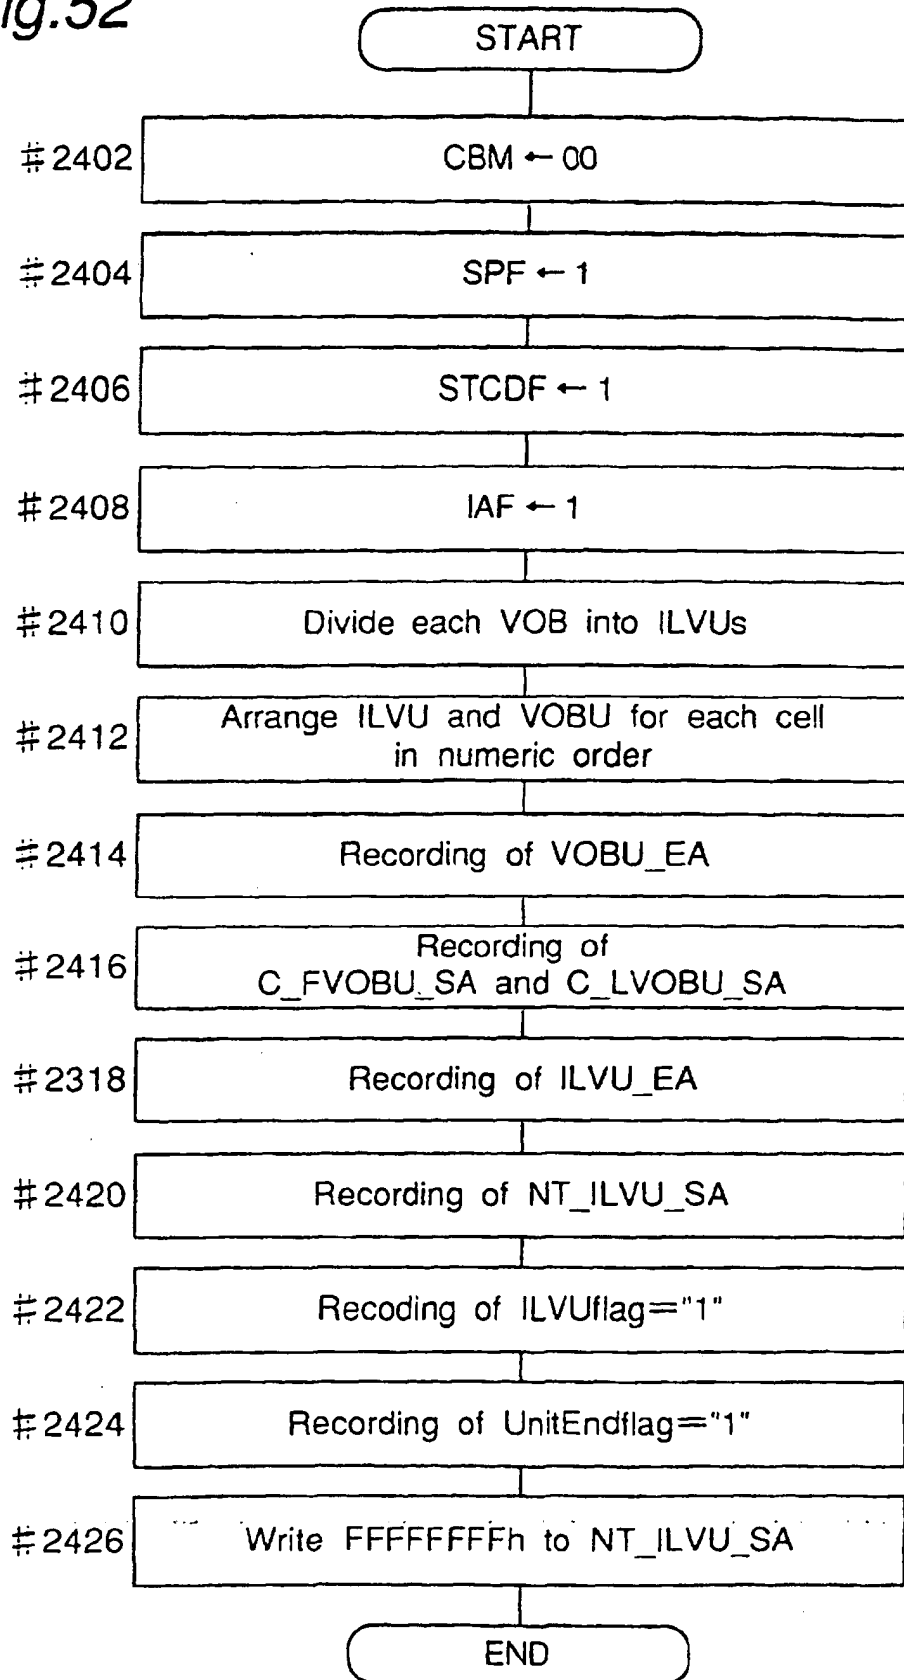 ig.52
START
#2402 CBM ← 00
#2404 SPF ← 1
#2406 STCDF ← 1
#2408 IAF ← 1
#2410 Divide each VOB into ILVUs
#2412 Arrange ILVU and VOBU for each cell
in numeric order
#2414 Recording of VOBU_EA
#2416 Recording of
C_FVOBU_SA and C_LVOBU_SA
#2318 Recording of ILVU_EA
#2420 Recording of NT_ILVU_SA
#2422 Recoding of ILVUflag="1"
#2424 Recording of UnitEndflag="1"
#2426 Write FFFFFFFFh to NT_ILVU_SA
END